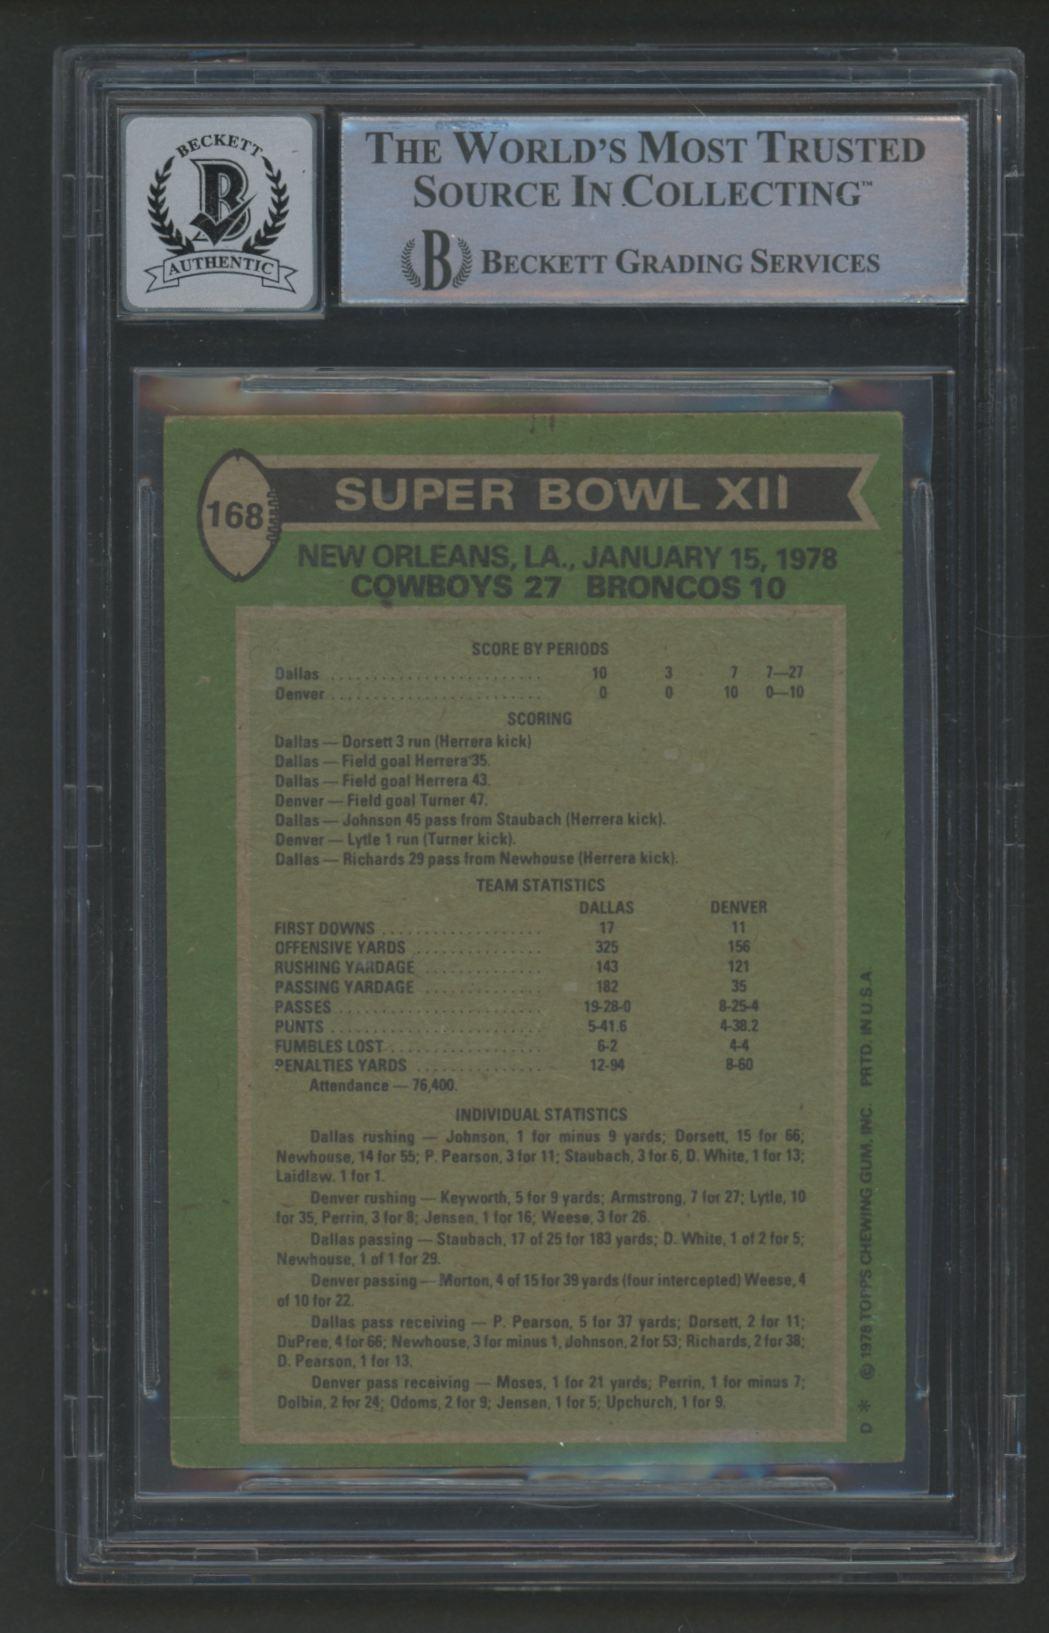 BECKETT
B
AUTHENTIC
THE WORLD'S MOST TRUSTED
SOURCE IN COLLECTING™
B BECKETT GRADING SERVICES
168
SUPER BOWL XII
NEW ORLEANS, LA., JANUARY 15, 1978
COWBOYS 27 BRONCOS 10
SCORE BY PERIODS
Dallas ........................... 10 3 7 7—27
Denver ........................... 0 0 10 0—10
SCORING
Dallas — Dorsett 3 run (Herrera kick)
Dallas — Field goal Herrera 35.
Dallas — Field goal Herrera 43.
Denver — Field goal Turner 47.
Dallas — Johnson 45 pass from Staubach (Herrera kick).
Denver — Lytle 1 run (Turner kick).
Dallas — Richards 29 pass from Newhouse (Herrera kick).
TEAM STATISTICS
DALLAS DENVER
FIRST DOWNS .................... 17 11
OFFENSIVE YARDS ................ 325 156
RUSHING YARDAGE .............. 143 121
PASSING YARDAGE .............. 182 35
PASSES .......................... 19-28-0 8-25-4
PUNTS ........................... 5-41.6 4-38.2
FUMBLES LOST ................... 6-2 4-4
PENALTIES YARDS ................ 12-94 8-60
Attendance — 76,400.
INDIVIDUAL STATISTICS
Dallas rushing — Johnson, 1 for minus 9 yards; Dorsett, 15 for 66;
Newhouse, 14 for 55; P. Pearson, 3 for 11; Staubach, 3 for 6, D. White, 1 for 13;
Laidlaw. 1 for 1.
Denver rushing — Keyworth, 5 for 9 yards; Armstrong, 7 for 27; Lytle, 10
for 35, Perrin, 3 for 8; Jensen, 1 for 16; Weese, 3 for 26.
Dallas passing — Staubach, 17 of 25 for 183 yards; D. White, 1 of 2 for 5;
Newhouse, 1 of 1 for 29.
Denver passing — Morton, 4 of 15 for 39 yards (four intercepted) Weese, 4
of 10 for 22.
Dallas pass receiving — P. Pearson, 5 for 37 yards; Dorsett, 2 for 11;
DuPree, 4 for 66; Newhouse, 3 for minus 1, Johnson, 2 for 53; Richards, 2 for 38;
D. Pearson, 1 for 13.
Denver pass receiving — Moses, 1 for 21 yards; Perrin, 1 for minus 7;
Dolbin, 2 for 24; Odoms, 2 for 9; Jensen, 1 for 5; Upchurch, 1 for 9.
D * © 1978 TOPPS CHEWING GUM, INC. PRTD. IN U.S.A.